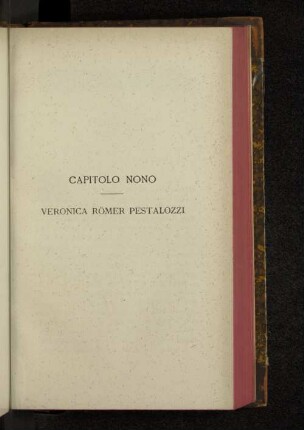 CAPITOLO NONO
VERONICA RÖMER PESTALOZZI